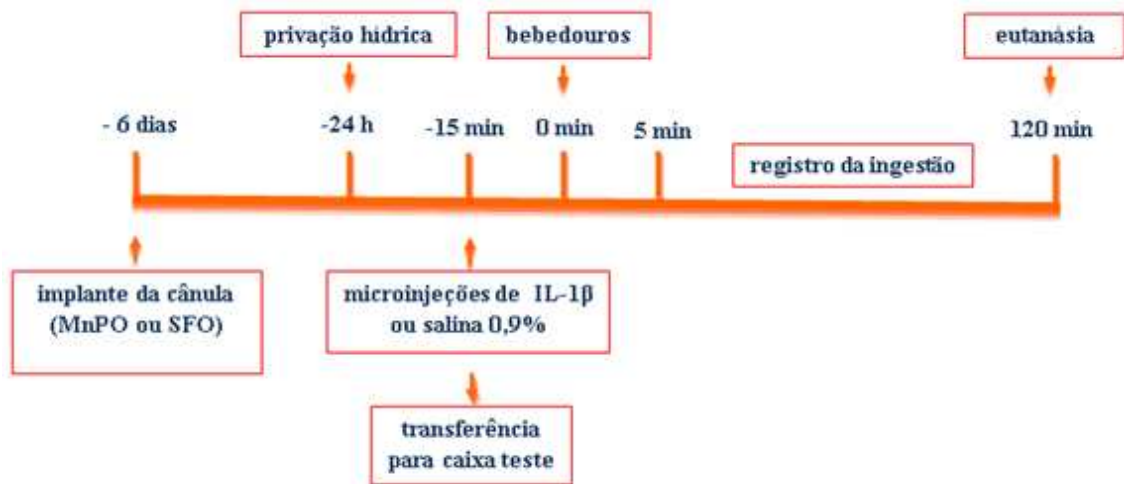 privação hídrica
bebedouros
eutanásia
- 6 dias
-24 h
-15 min
0 min
5 min
120 min
registro da ingestão
implante da cânula
(MnPO ou SFO)
microinjeções de IL-1β
ou salina 0,9%
transferência
para caixa teste